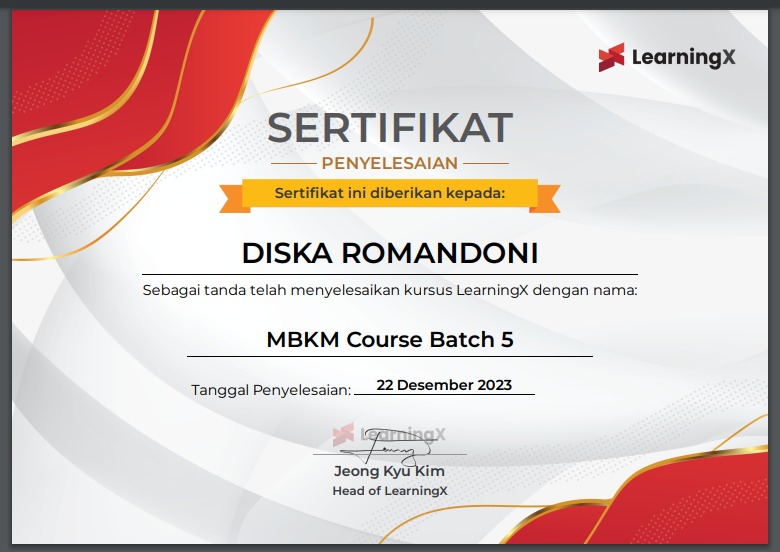 LearningX
SERTIFIKAT
PENYELESAIAN
Sertifikat ini diberikan kepada:
DISKA ROMANDONI
Sebagai tanda telah menyelesaikan kursus LearningX dengan nama:
MBKM Course Batch 5
Tanggal Penyelesaian: 22 Desember 2023
LearningX
Jeong Kyu Kim
Head of LearningX